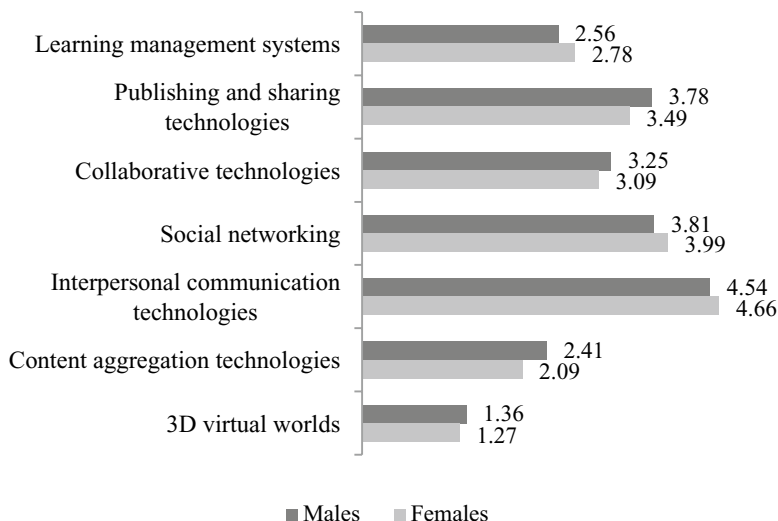 Learning management systems
2.56
2.78
Publishing and sharing
technologies
3.78
3.49
Collaborative technologies
3.25
3.09
Social networking
3.81
3.99
Interpersonal communication
technologies
4.54
4.66
Content aggregation technologies
2.41
2.09
3D virtual worlds
1.36
1.27
Males Females